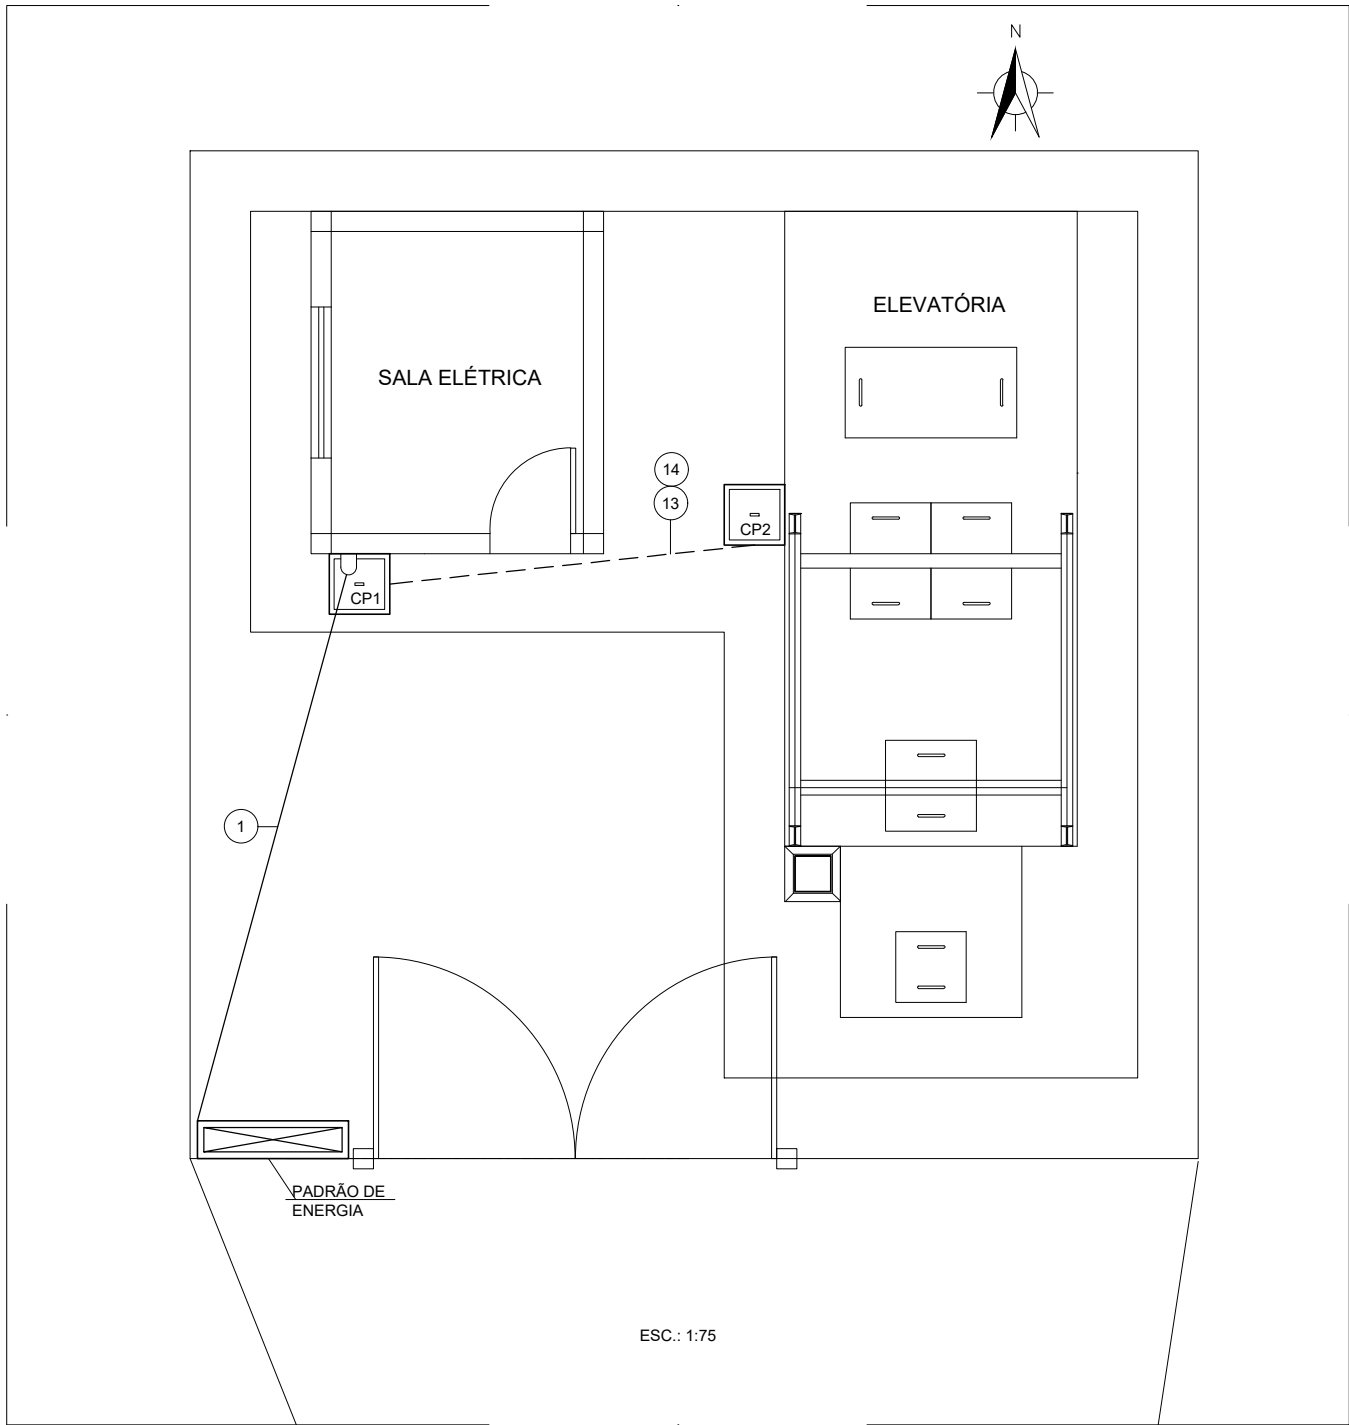 N
ELEVATÓRIA
SALA ELÉTRICA
14
13
CP2
CP1
1
PADRÃO DE
ENERGIA
ESC.: 1:75